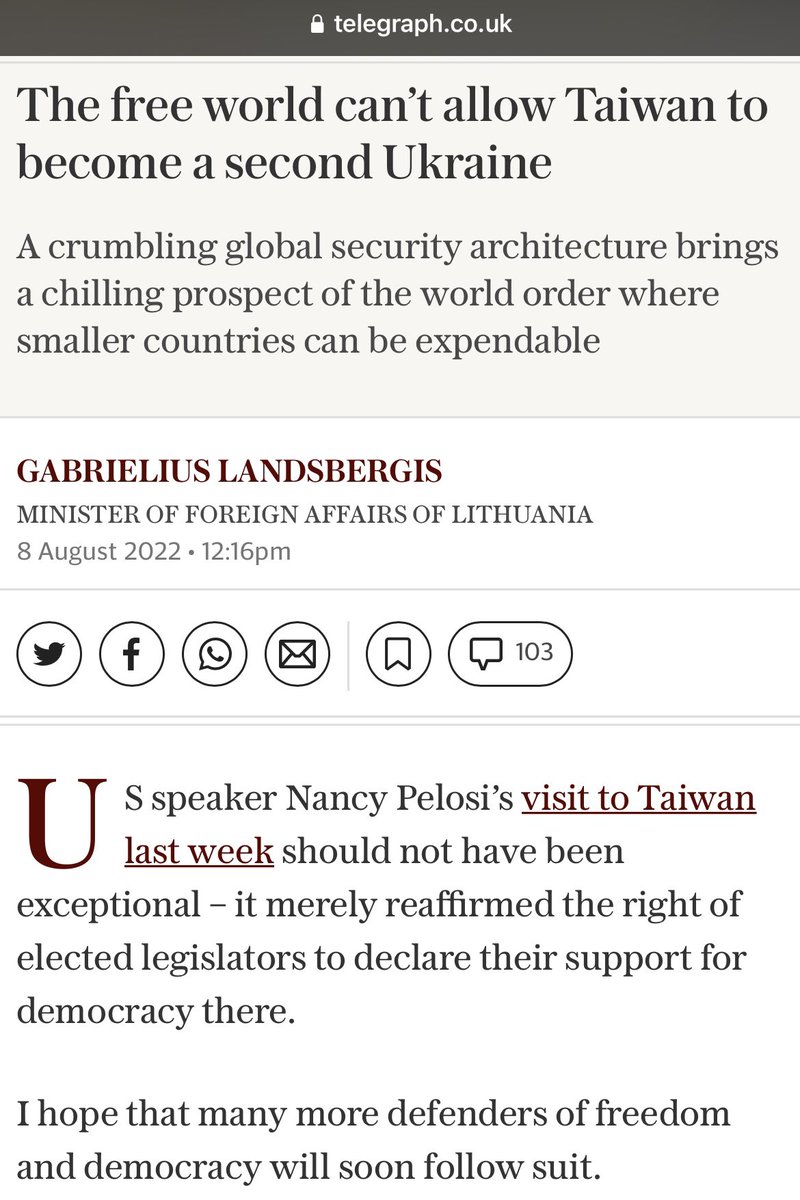 telegraph.co.uk
The free world can’t allow Taiwan to
become a second Ukraine
A crumbling global security architecture brings
a chilling prospect of the world order where
smaller countries can be expendable
GABRIELIUS LANDSBERGIS
MINISTER OF FOREIGN AFFAIRS OF LITHUANIA
8 August 2022 • 12:16pm
103
US speaker Nancy Pelosi’s visit to Taiwan
last week should not have been
exceptional – it merely reaffirmed the right of
elected legislators to declare their support for
democracy there.
I hope that many more defenders of freedom
and democracy will soon follow suit.